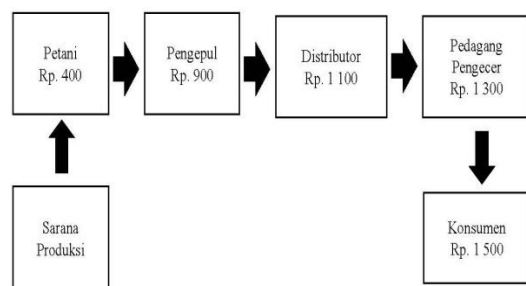 Petani
Rp. 400
Pengepul
Rp. 900
Distributor
Rp. 1 100
Pedagang
Pengecer
Rp. 1 300
Sarana
Produksi
Konsumen
Rp. 1 500